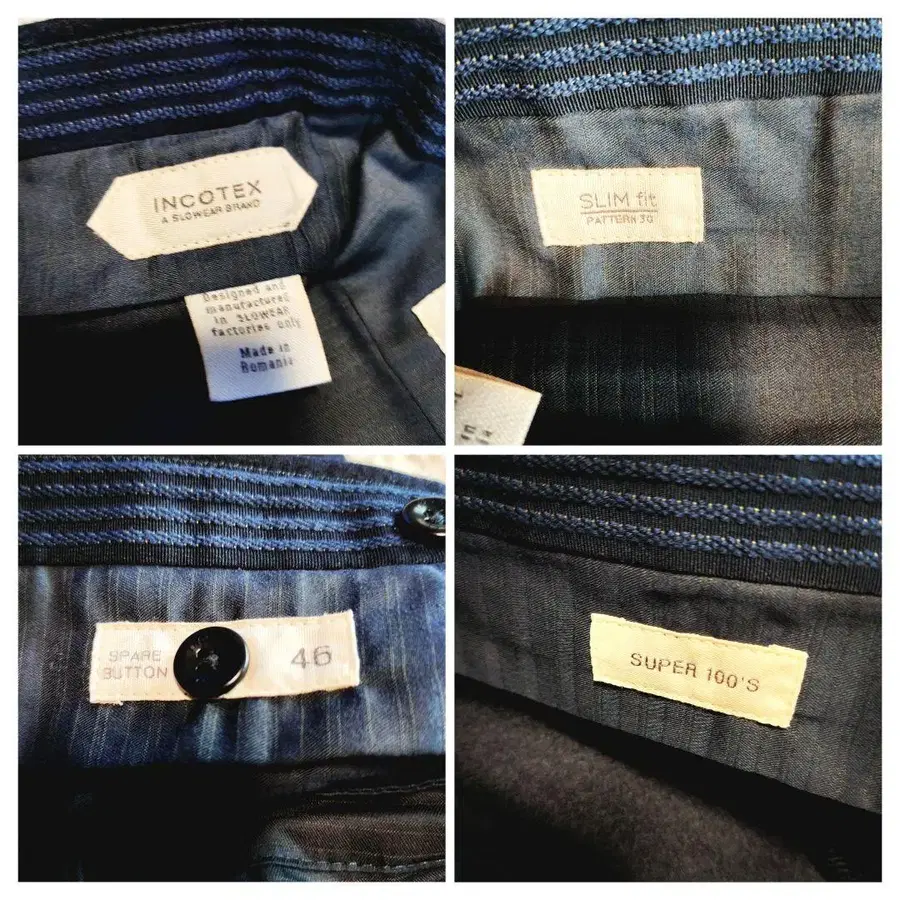 INCOTEX
A SLOWEAR BRAND
Designed and
manufactured
in SLOWEAR
factories only
Made in
Romania
SLIM fit
PATTERN 30
SPARE
BUTTON
46
SUPER 100'S